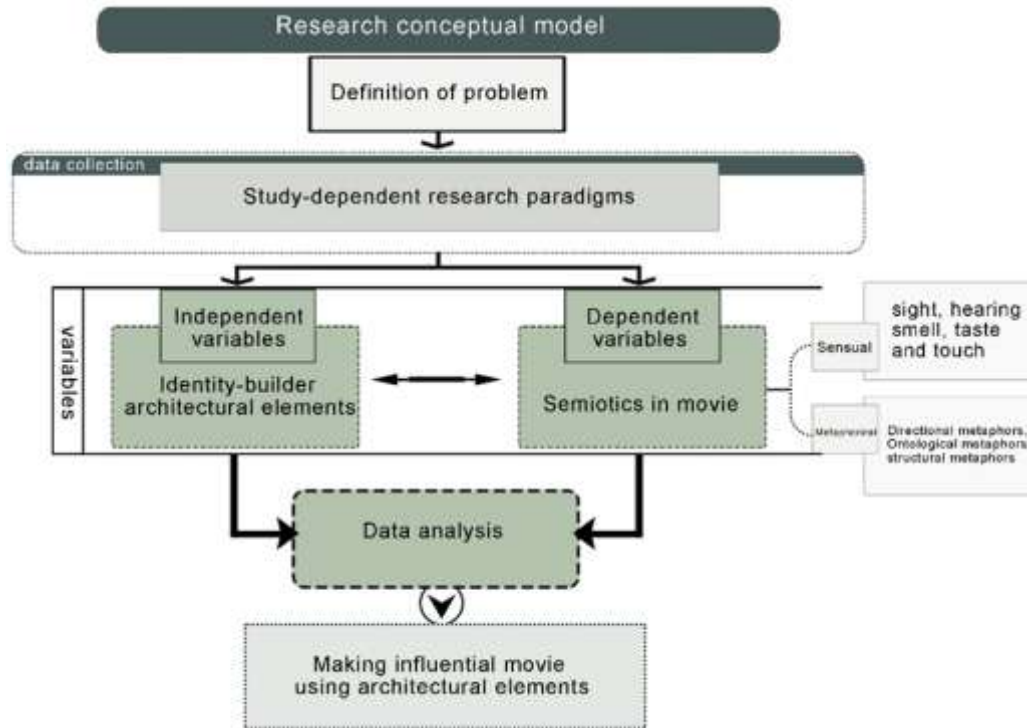 Research conceptual model
Definition of problem
data collection
Study-dependent research paradigms
variables
Independent
variables
Identity-builder
architectural elements
Dependent
variables
Semiotics in movie
Sensual
sight, hearing
smell, taste
and touch
Directional metaphors,
Ontological metaphors,
structural metaphors
Data analysis
Making influential movie
using architectural elements